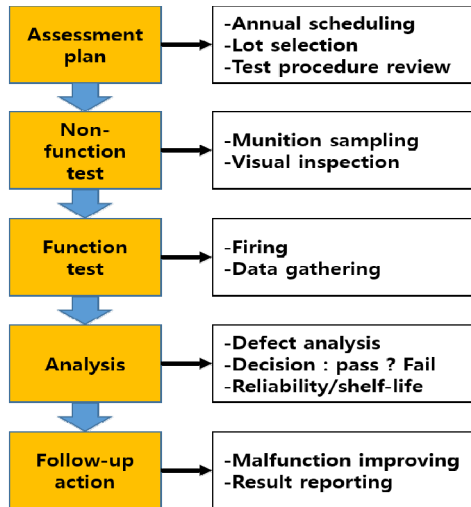 Assessment
plan
-Annual scheduling
-Lot selection
-Test procedure review
Non-
function
test
-Munition sampling
-Visual inspection
Function
test
-Firing
-Data gathering
Analysis
-Defect analysis
-Decision : pass ? Fail
-Reliability/shelf-life
Follow-up
action
-Malfunction improving
-Result reporting